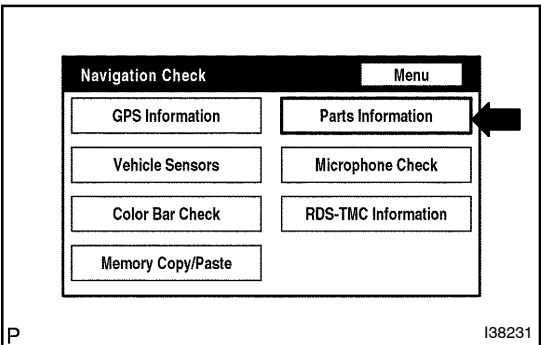 Navigation Check Menu
GPS Information Parts Information
Vehicle Sensors Microphone Check
Color Bar Check RDS-TMC Information
Memory Copy/Paste
P I38231